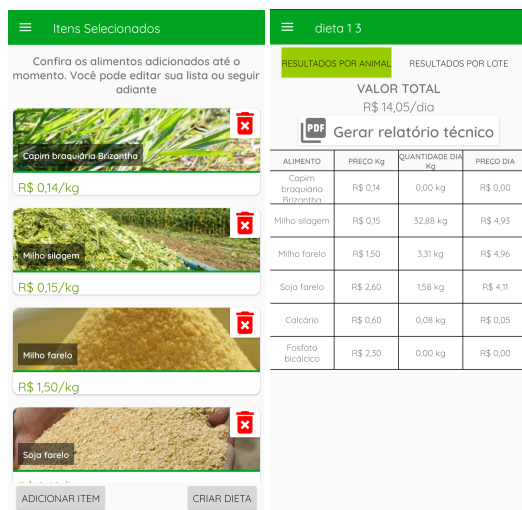 Itens Selecionados
Confira os alimentos adicionados até o
momento. Você pode editar sua lista ou seguir
adiante
Capim braquiária Brizantha
R$ 0,14/kg
Milho silagem
R$ 0,15/kg
Milho farelo
R$ 1,50/kg
Soja farelo
ADICIONAR ITEM
CRIAR DIETA
dieta 1 3
RESULTADOS POR ANIMAL
RESULTADOS POR LOTE
VALOR TOTAL
R$ 14,05/dia
PDF Gerar relatório técnico
ALIMENTO PREÇO Kg QUANTIDADE DIA Kg PREÇO DIA
Capim braquiária Brizantha R$ 0,14 0,00 kg R$ 0,00
Milho silagem R$ 0,15 32,88 kg R$ 4,93
Milho farelo R$ 1,50 3,31 kg R$ 4,96
Soja farelo R$ 2,60 1,58 kg R$ 4,11
Calcário R$ 0,60 0,08 kg R$ 0,05
Fosfato bicálcico R$ 2,30 0,00 kg R$ 0,00